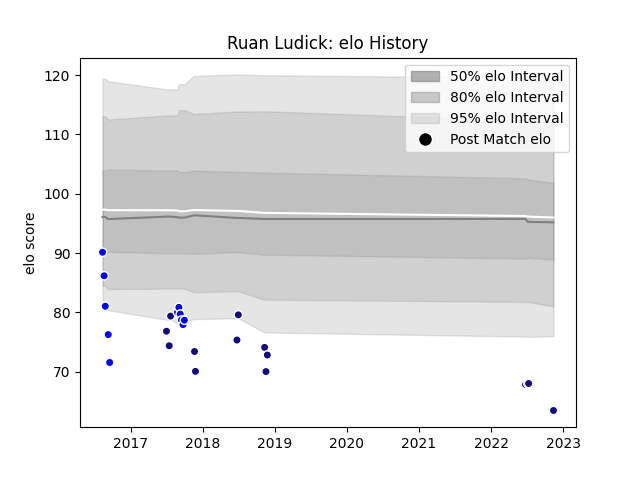 Ruan Ludick: elo History
120
110
100
90
80
70
elo score
50% elo Interval
80% elo Interval
95% elo Interval
Post Match elo
2017
2018
2019
2020
2021
2022
2023